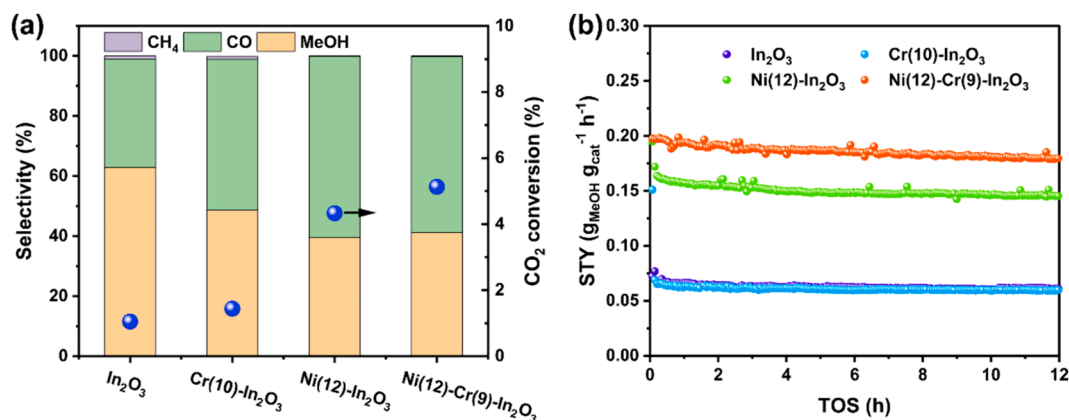 (a)
CH₄ CO MeOH
Selectivity (%)
100
80
60
40
20
0
CO₂ conversion (%)
10
8
6
4
2
0
In₂O₃
Cr(10)-In₂O₃
Ni(12)-In₂O₃
Ni(12)-Cr(9)-In₂O₃
(b)
STY (g_MeOH g_cat⁻¹ h⁻¹)
0.30
0.25
0.20
0.15
0.10
0.05
0.00
In₂O₃ Cr(10)-In₂O₃
Ni(12)-In₂O₃ Ni(12)-Cr(9)-In₂O₃
0 2 4 6 8 10 12
TOS (h)